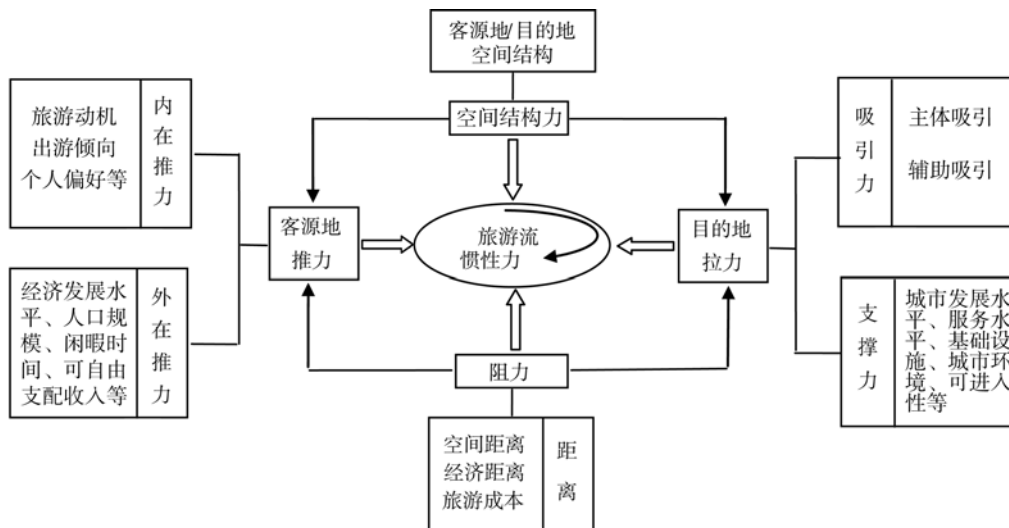 客源地/目的地
空间结构
空间结构力
旅游动机
出游倾向
个人偏好等
内
在
推
力
主体吸引
辅助吸引
吸
引
力
客源地
推力
旅游流
惯性力
目的地
拉力
经济发展水
平、人口规
模、闲暇时
间、可自由
支配收入等
外
在
推
力
支
撑
力
城市发展水
平、服务水
平、基础设
施、城市环
境、可进入
性等
阻力
空间距离
经济距离
旅游成本
距
离